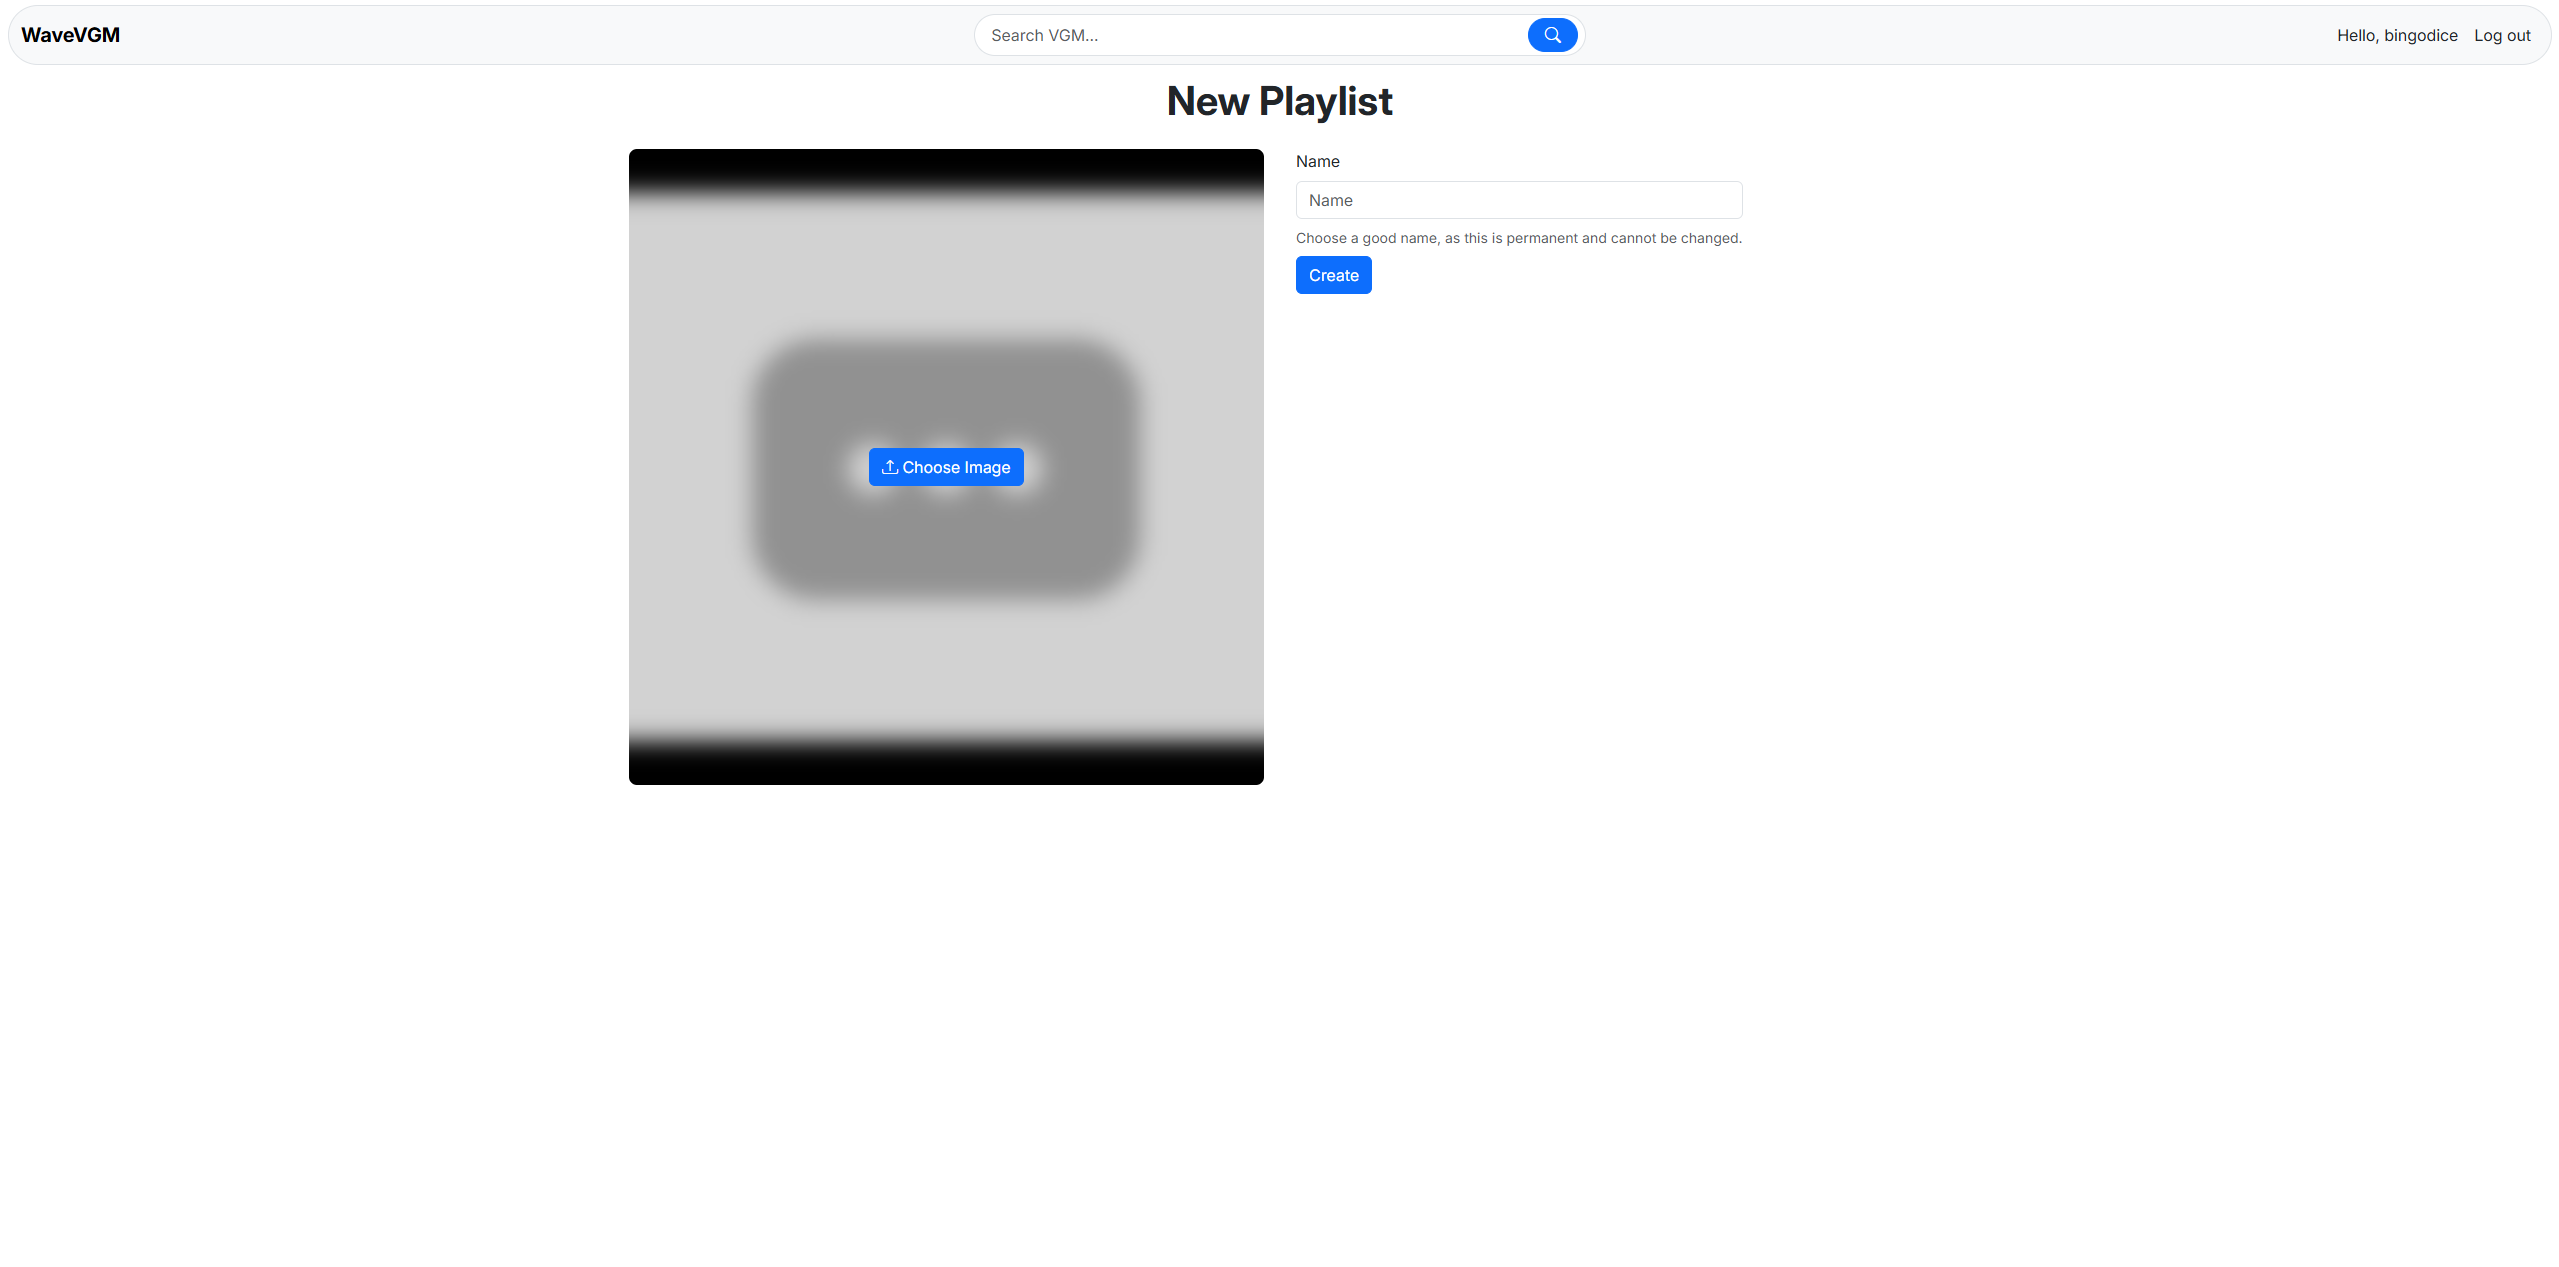 WaveVGM
Search VGM...
Hello, bingodice
Log out
New Playlist
Choose Image
Name
Name
Choose a good name, as this is permanent and cannot be changed.
Create